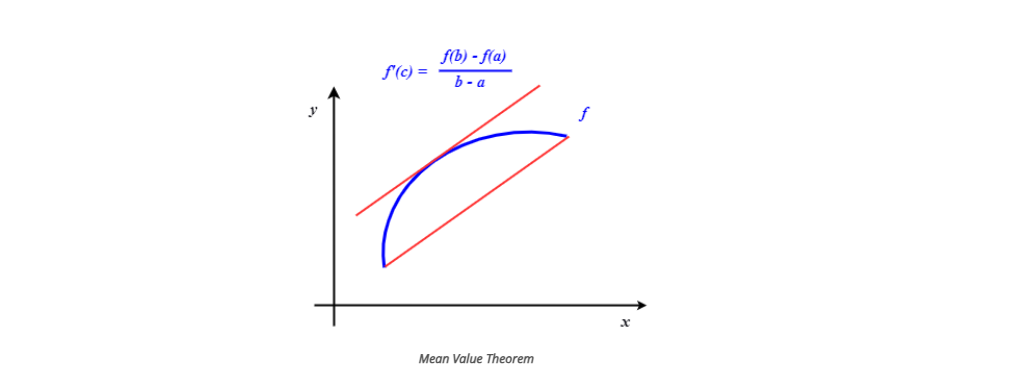 f'(c) = f(b) - f(a)
b - a
y
f
x
Mean Value Theorem